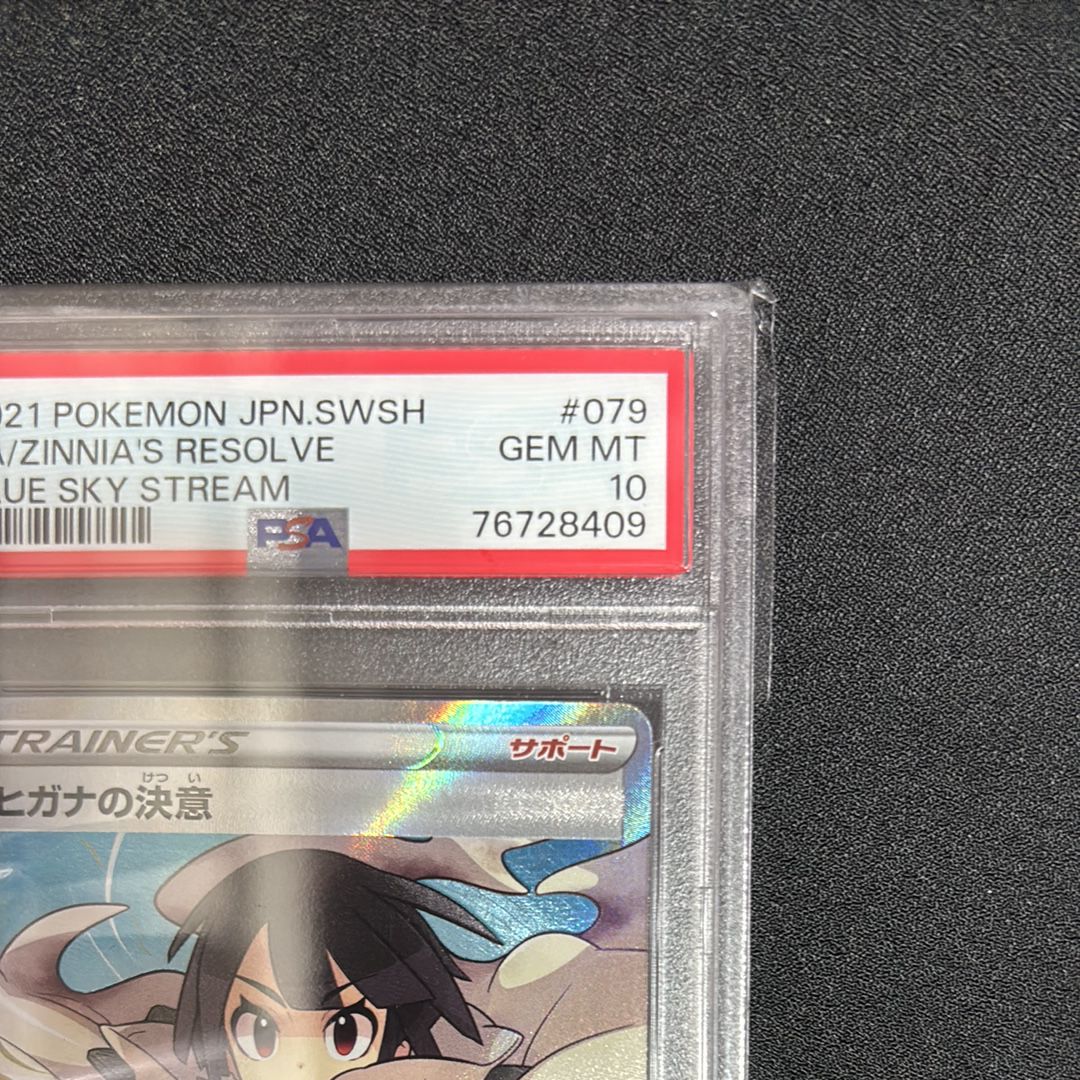 021 POKEMON JPN.SWSH #079
A/ZINNIA'S RESOLVE GEM MT
LUE SKY STREAM 10
PSA 76728409
TRAINER'S サポート
けつ い
ヒガナの決意